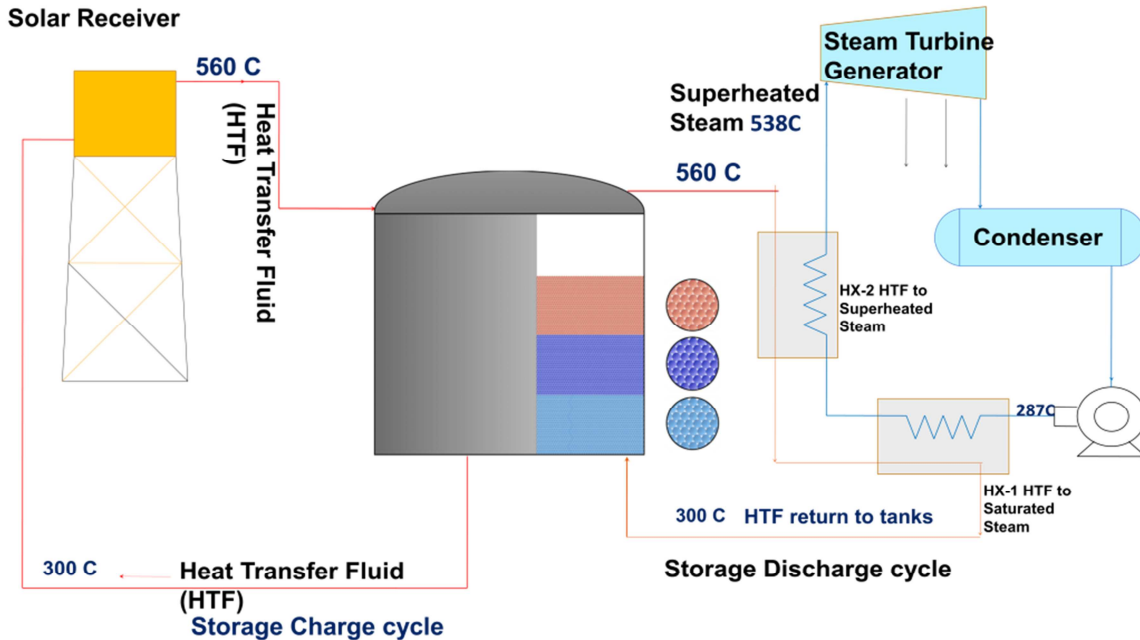 Solar Receiver
560 C
Heat Transfer Fluid
(HTF)
Steam Turbine
Generator
Superheated
Steam 538C
560 C
Condenser
HX-2 HTF to
Superheated
Steam
287C
HX-1 HTF to
Saturated
Steam
300 C HTF return to tanks
Storage Discharge cycle
300 C
Heat Transfer Fluid
(HTF)
Storage Charge cycle